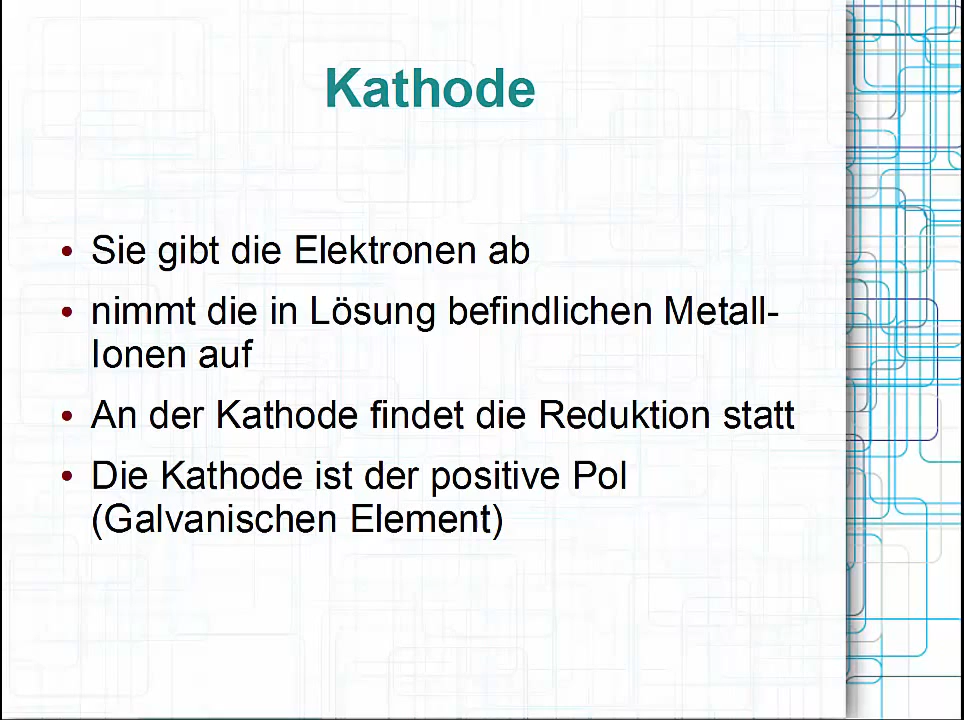 Kathode
• Sie gibt die Elektronen ab
• nimmt die in Lösung befindlichen Metall-
Ionen auf
• An der Kathode findet die Reduktion statt
• Die Kathode ist der positive Pol
(Galvanischen Element)